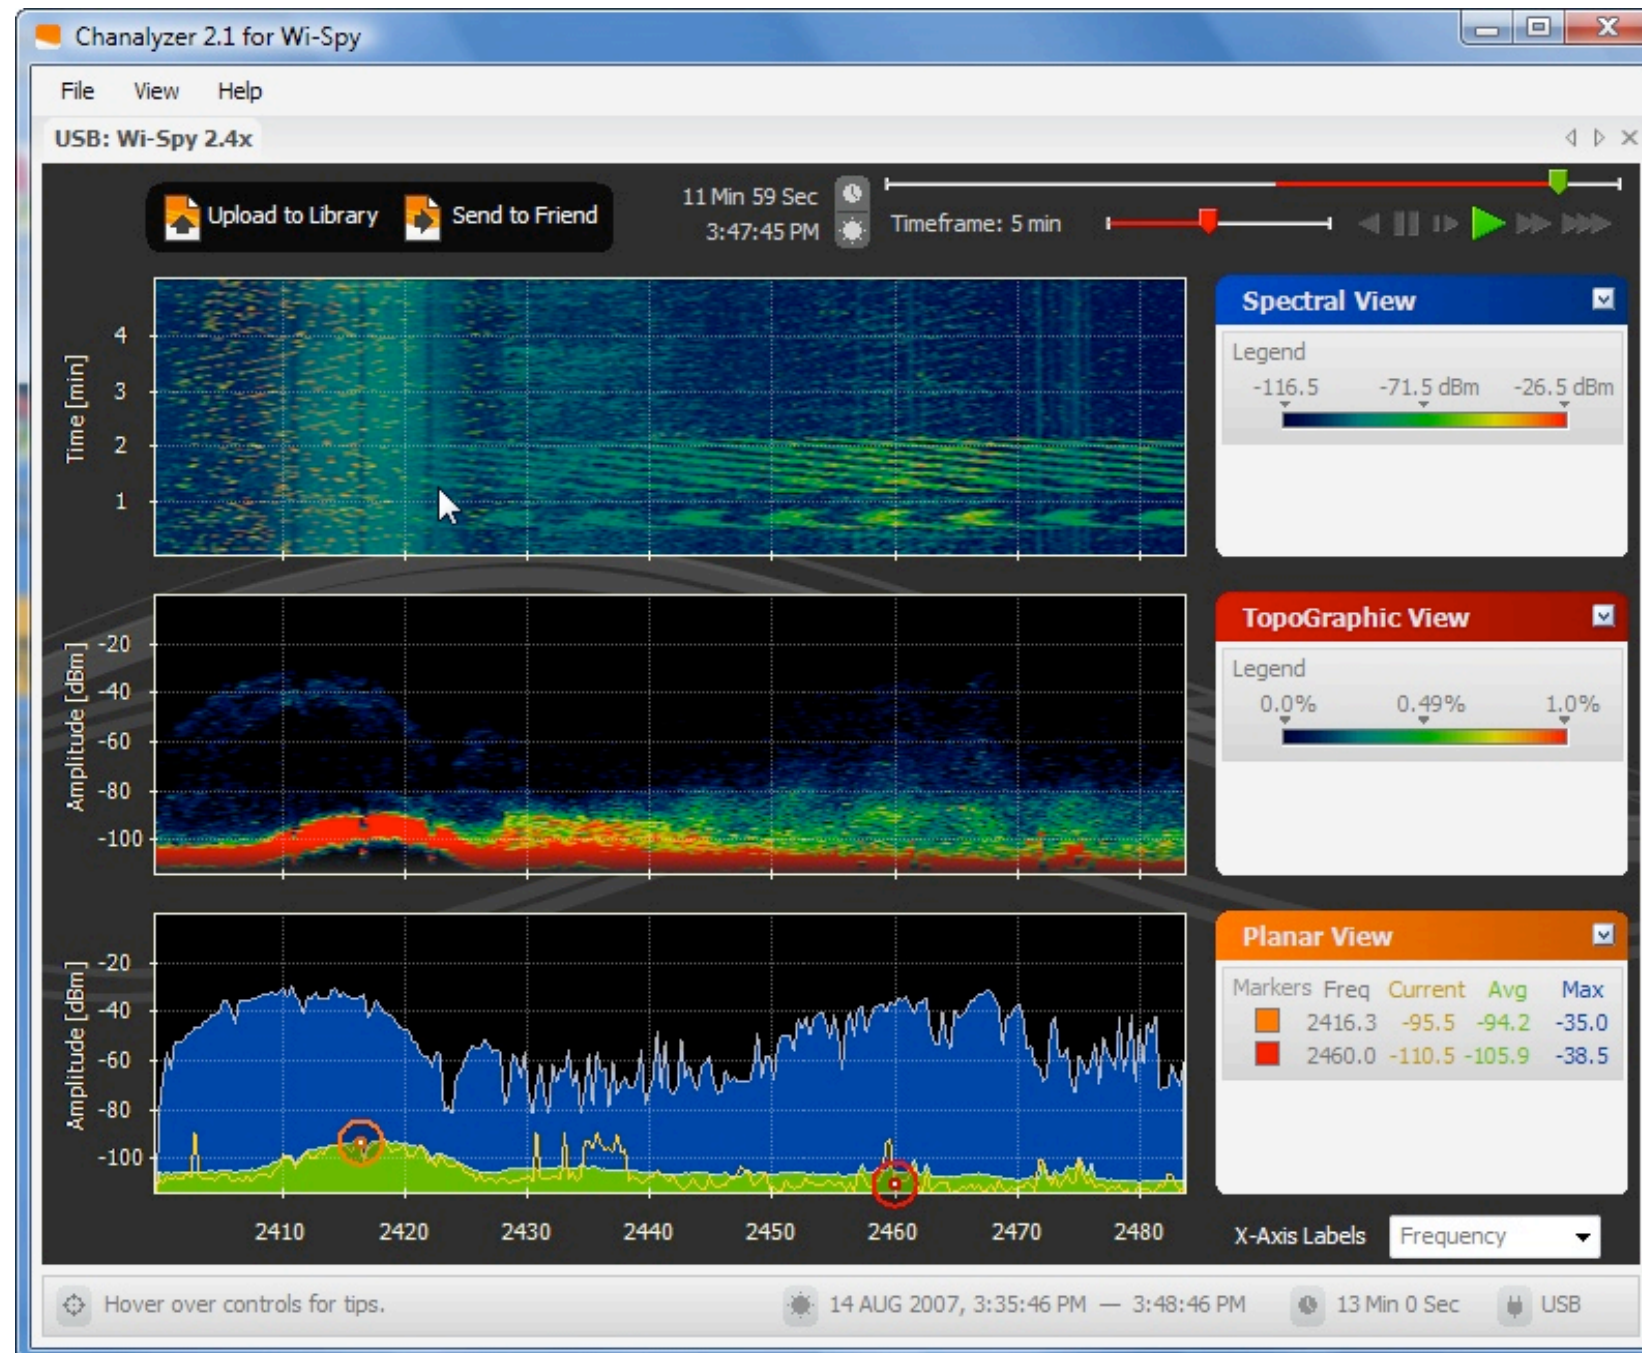 Chanalyzer 2.1 for Wi-Spy
File View Help
USB: Wi-Spy 2.4x
Upload to Library Send to Friend
11 Min 59 Sec
3:47:45 PM
Timeframe: 5 min
Time [min]
4
3
2
1
Spectral View
Legend
-116.5 -71.5 dBm -26.5 dBm
Amplitude [dBm]
-20
-40
-60
-80
-100
TopoGraphic View
Legend
0.0% 0.49% 1.0%
Amplitude [dBm]
-20
-40
-60
-80
-100
Planar View
Markers Freq Current Avg Max
2416.3 -95.5 -94.2 -35.0
2460.0 -110.5 -105.9 -38.5
2410 2420 2430 2440 2450 2460 2470 2480
X-Axis Labels Frequency
Hover over controls for tips.
14 AUG 2007, 3:35:46 PM — 3:48:46 PM
13 Min 0 Sec
USB